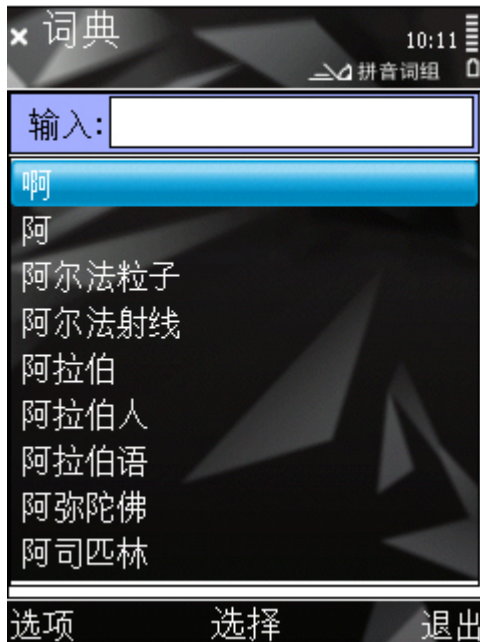 × 词典
10:11
拼音词组
输入:
啊
阿
阿尔法粒子
阿尔法射线
阿拉伯
阿拉伯人
阿拉伯语
阿弥陀佛
阿司匹林
选项 选择 退出